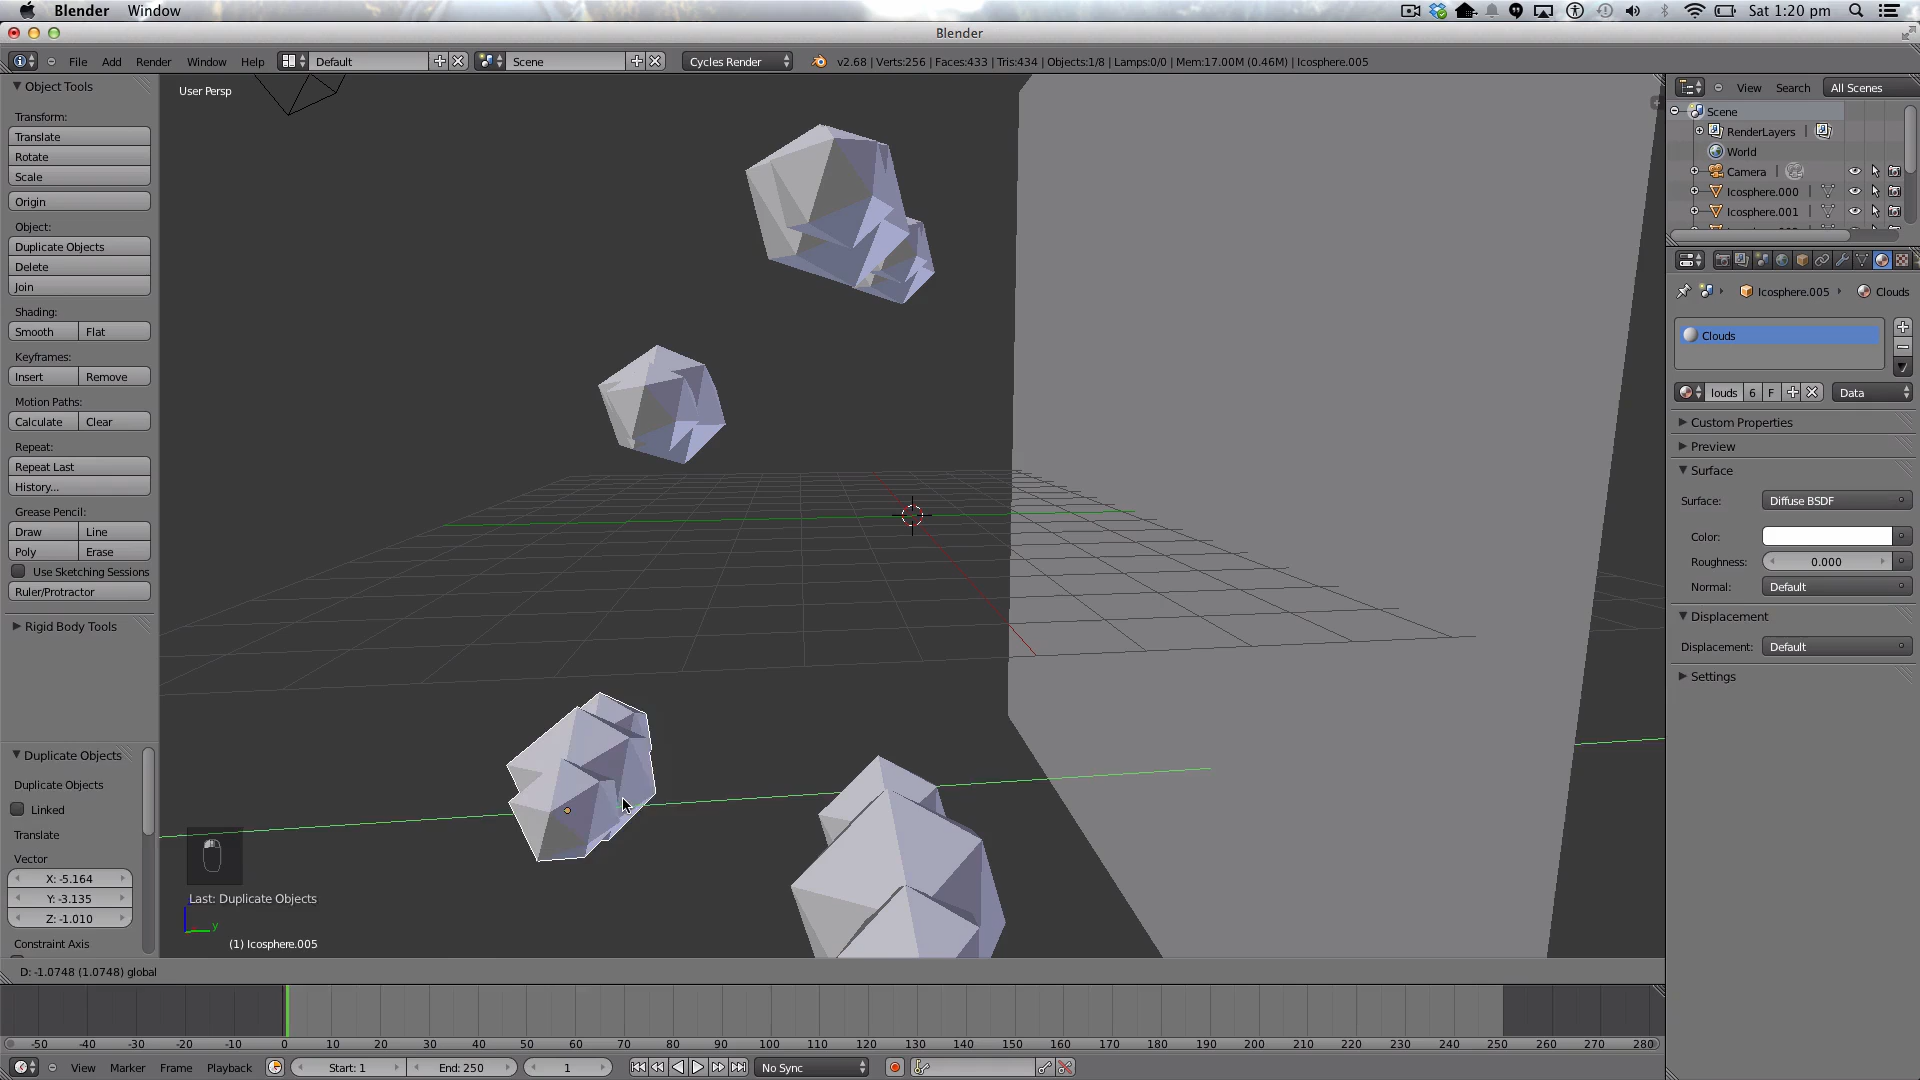 Blender Window Sat 1:20 pm
Blender
File Add Render Window Help Default Scene Cycles Render v2.68 | Verts:256 | Faces:433 | Tris:434 | Objects:1/8 | Lamps:0/0 | Mem:17.00M (0.46M) | Icosphere.005
Object Tools
Transform:
Translate
Rotate
Scale
Origin
Object:
Duplicate Objects
Delete
Join
Shading:
Smooth Flat
Keyframes:
Insert Remove
Motion Paths:
Calculate Clear
Repeat:
Repeat Last
History...
Grease Pencil:
Draw Line
Poly Erase
Use Sketching Sessions
Ruler/Protractor
Rigid Body Tools
Duplicate Objects
Duplicate Objects
Linked
Translate
Vector
X: -5.164
Y: -3.135
Z: -1.010
Constraint Axis
User Persp
Last: Duplicate Objects
y
(1) Icosphere.005
View Search All Scenes
Scene
RenderLayers |
World
Camera |
Icosphere.000 |
Icosphere.001 |
Icosphere.005 Clouds
Clouds
louds 6 F Data
Custom Properties
Preview
Surface
Surface: Diffuse BSDF
Color:
Roughness: 0.000
Normal: Default
Displacement
Displacement: Default
Settings
D: -1.0748 (1.0748) global
-50 -40 -30 -20 -10 0 10 20 30 40 50 60 70 80 90 100 110 120 130 140 150 160 170 180 190 200 210 220 230 240 250 260 270 280
View Marker Frame Playback Start: 1 End: 250 1 No Sync